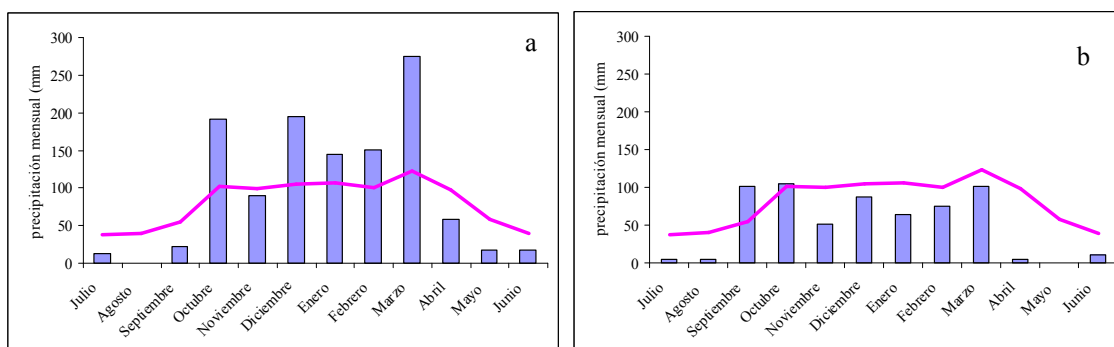 a
precipitación mensual (mm
300
250
200
150
100
50
0
Julio
Agosto
Septiembre
Octubre
Noviembre
Diciembre
Enero
Febrero
Marzo
Abril
Mayo
Junio
b
precipitación mensual (mm
300
250
200
150
100
50
0
Julio
Agosto
Septiembre
Octubre
Noviembre
Diciembre
Enero
Febrero
Marzo
Abril
Mayo
Junio